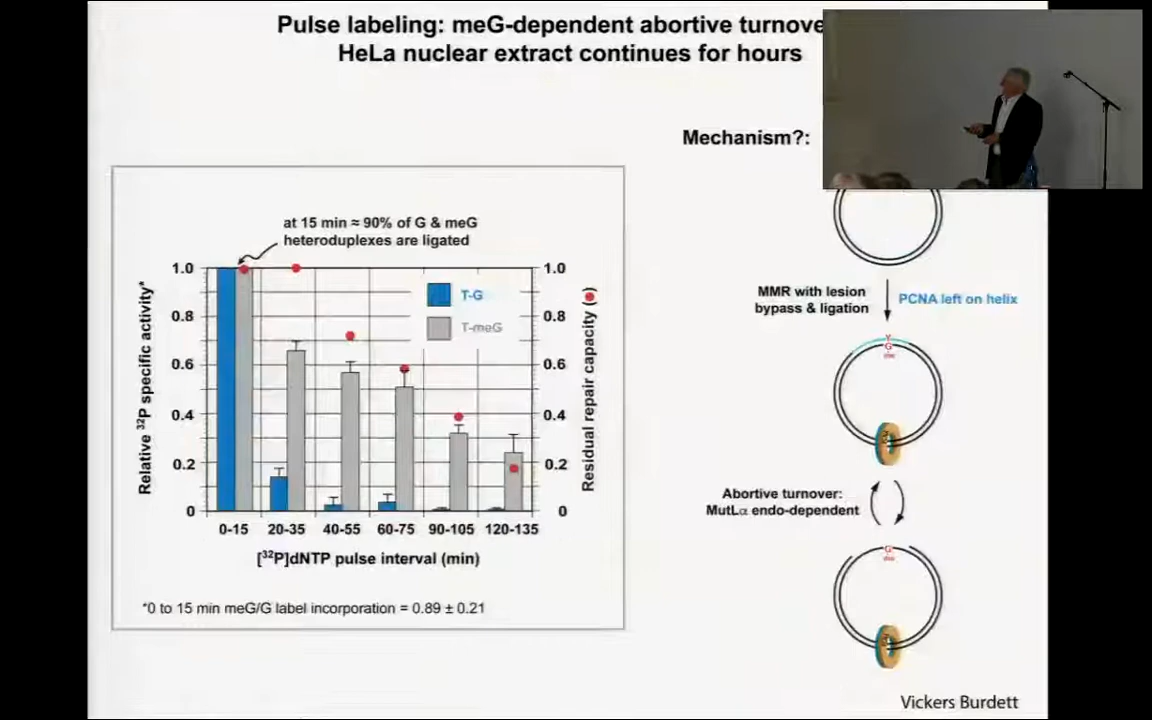 Pulse labeling: meG-dependent abortive
HeLa nuclear extract continues for hours
Mechanism?:
at 15 min ≈ 90% of G & meG
heteroduplexes are ligated
1.0
0.8
0.6
0.4
0.2
0
Relative ³²P specific activity*
T-G
T-meG
1.0
0.8
0.6
0.4
0.2
0
Residual repair capacity (●)
0-15 20-35 40-55 60-75 90-105 120-135
[³²P]dNTP pulse interval (min)
*0 to 15 min meG/G label incorporation = 0.89 ± 0.21
MMR with lesion
bypass & ligation
PCNA left on helix
Y
G
me
Abortive turnover:
MutLα endo-dependent
G
me
Vickers Burdett